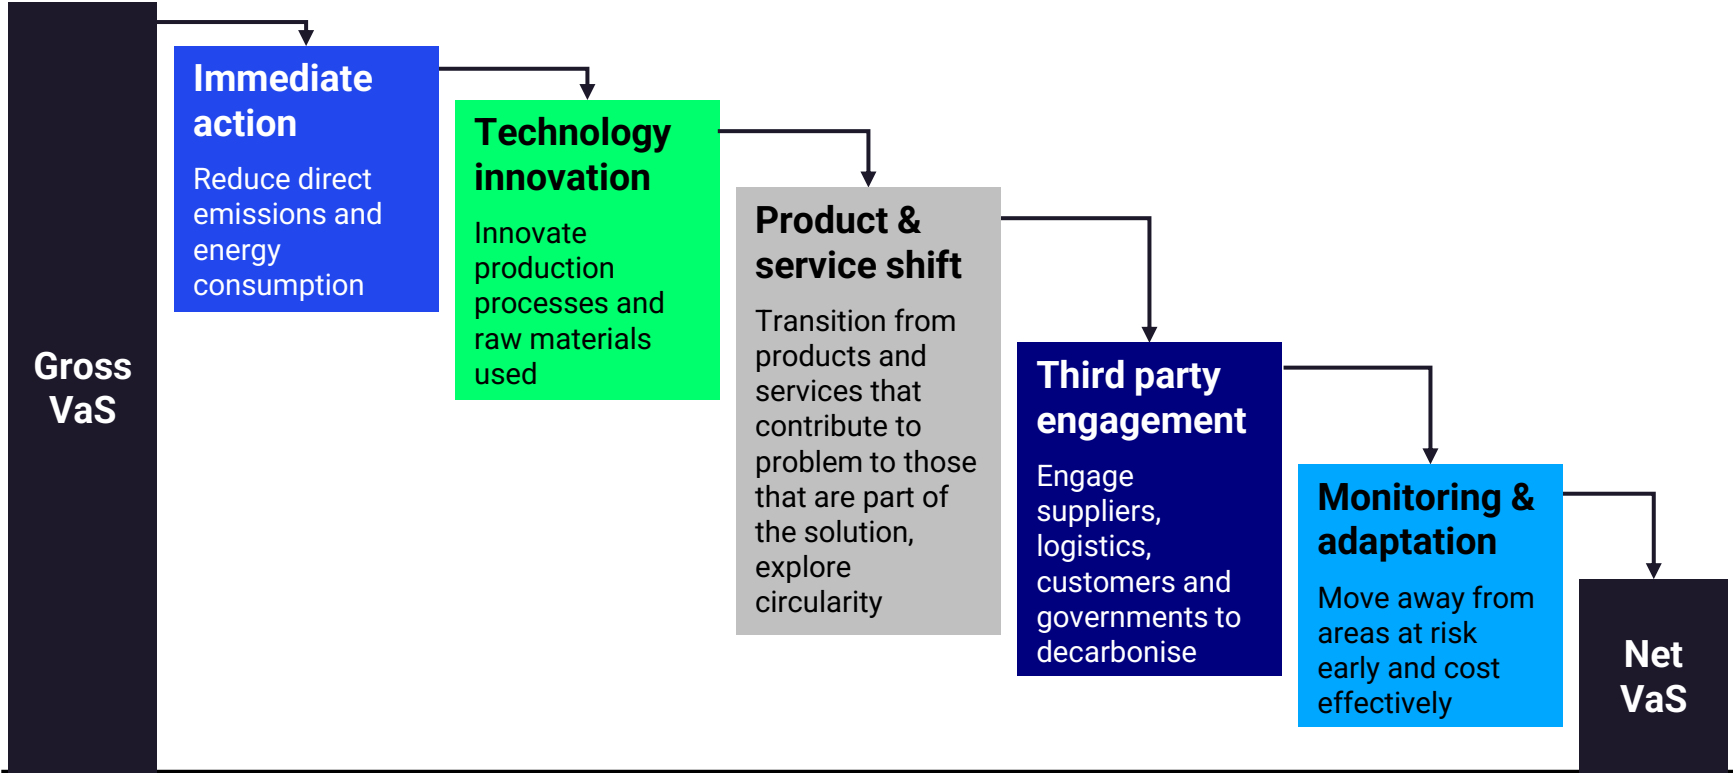 Gross
VaS
Immediate
action
Reduce direct
emissions and
energy
consumption
Technology
innovation
Innovate
production
processes and
raw materials
used
Product &
service shift
Transition from
products and
services that
contribute to
problem to those
that are part of
the solution,
explore
circularity
Third party
engagement
Engage
suppliers,
logistics,
customers and
governments to
decarbonise
Monitoring &
adaptation
Move away from
areas at risk
early and cost
effectively
Net
VaS